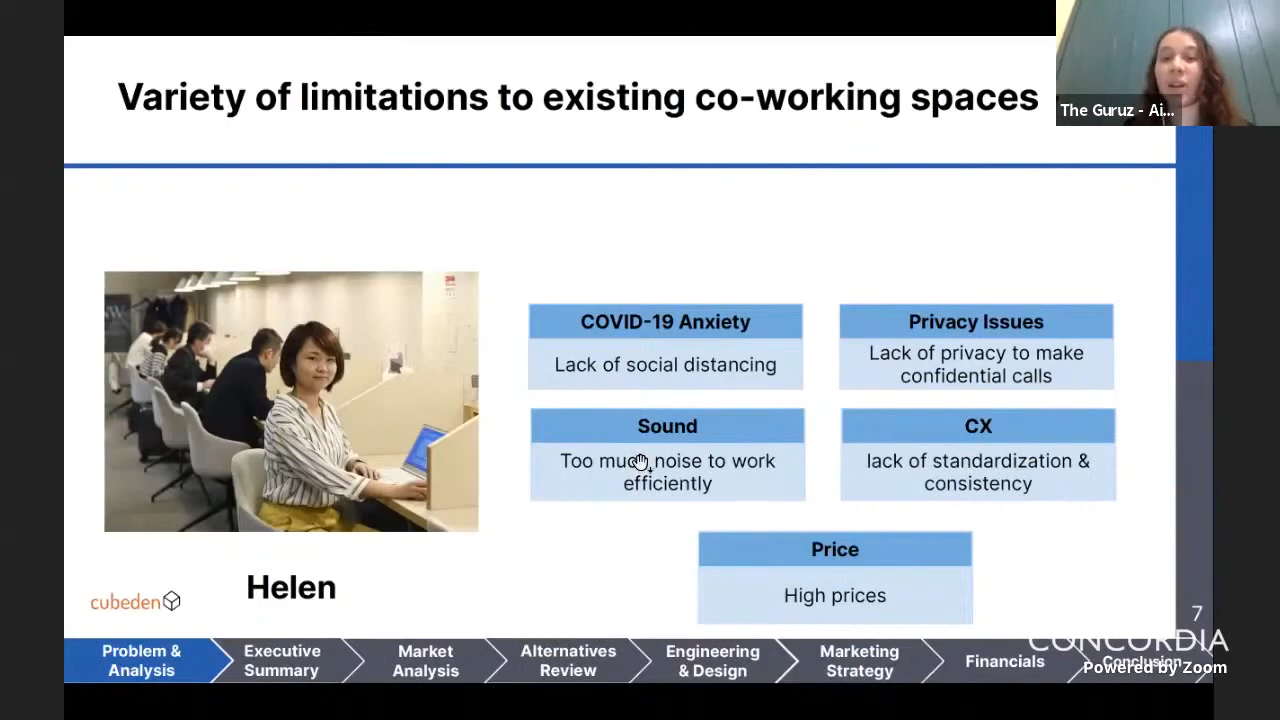 Variety of limitations to existing co-working spaces
The Guruz - Ai...
COVID-19 Anxiety
Lack of social distancing
Privacy Issues
Lack of privacy to make
confidential calls
Sound
Too much noise to work
efficiently
CX
lack of standardization &
consistency
Price
High prices
Helen
cubeden
7
Problem &
Analysis
Executive
Summary
Market
Analysis
Alternatives
Review
Engineering
& Design
Marketing
Strategy
Financials
Conclusion
CONCORDIA
Powered by Zoom